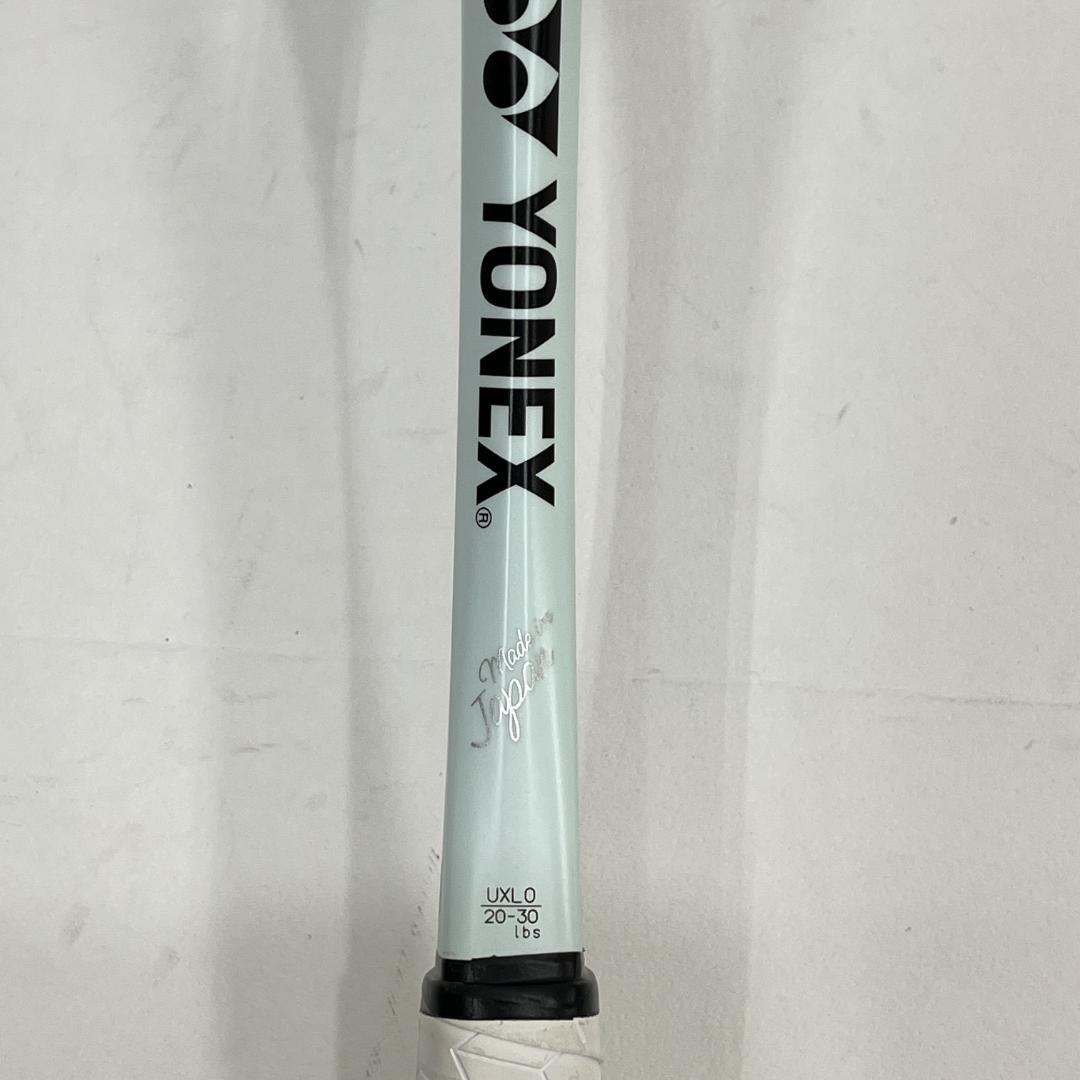 YONEX®
Made in
Japan
UXL0
20-30
lbs